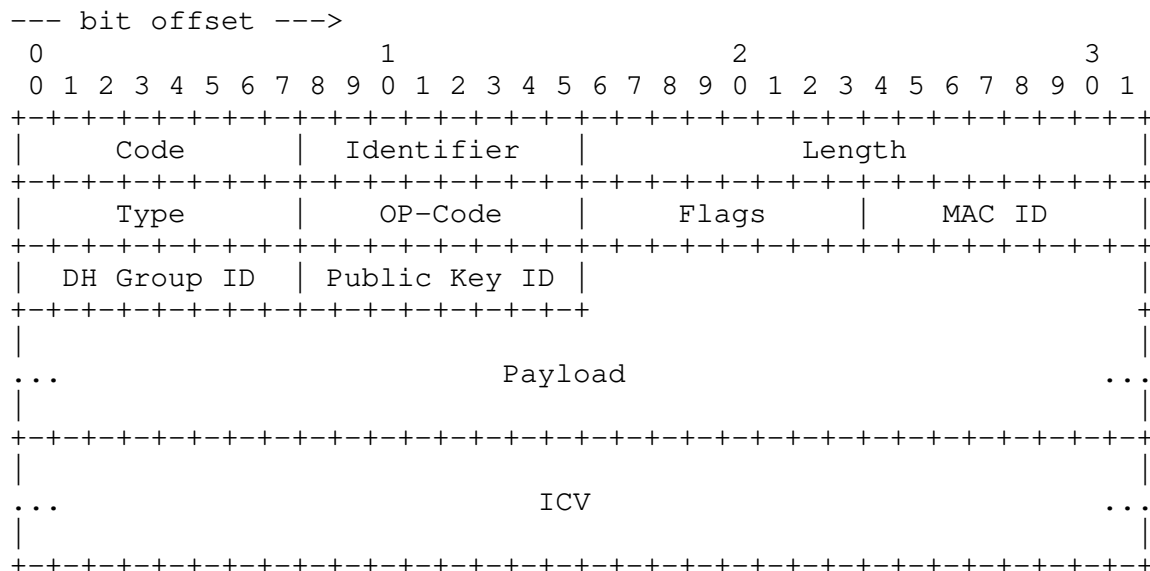 --- bit offset --->
 0                   1                   2                   3
 0 1 2 3 4 5 6 7 8 9 0 1 2 3 4 5 6 7 8 9 0 1 2 3 4 5 6 7 8 9 0 1
+-+-+-+-+-+-+-+-+-+-+-+-+-+-+-+-+-+-+-+-+-+-+-+-+-+-+-+-+-+-+-+-+
|     Code      |  Identifier   |            Length             |
+-+-+-+-+-+-+-+-+-+-+-+-+-+-+-+-+-+-+-+-+-+-+-+-+-+-+-+-+-+-+-+-+
|     Type      |    OP-Code    |     Flags     |    MAC ID     |
+-+-+-+-+-+-+-+-+-+-+-+-+-+-+-+-+-+-+-+-+-+-+-+-+-+-+-+-+-+-+-+-+
|  DH Group ID  | Public Key ID |                               |
+-+-+-+-+-+-+-+-+-+-+-+-+-+-+-+-+                               +
|                                                               |
...                         Payload                           ...
|                                                               |
+-+-+-+-+-+-+-+-+-+-+-+-+-+-+-+-+-+-+-+-+-+-+-+-+-+-+-+-+-+-+-+-+
|                                                               |
...                           ICV                             ...
|                                                               |
+-+-+-+-+-+-+-+-+-+-+-+-+-+-+-+-+-+-+-+-+-+-+-+-+-+-+-+-+-+-+-+-+